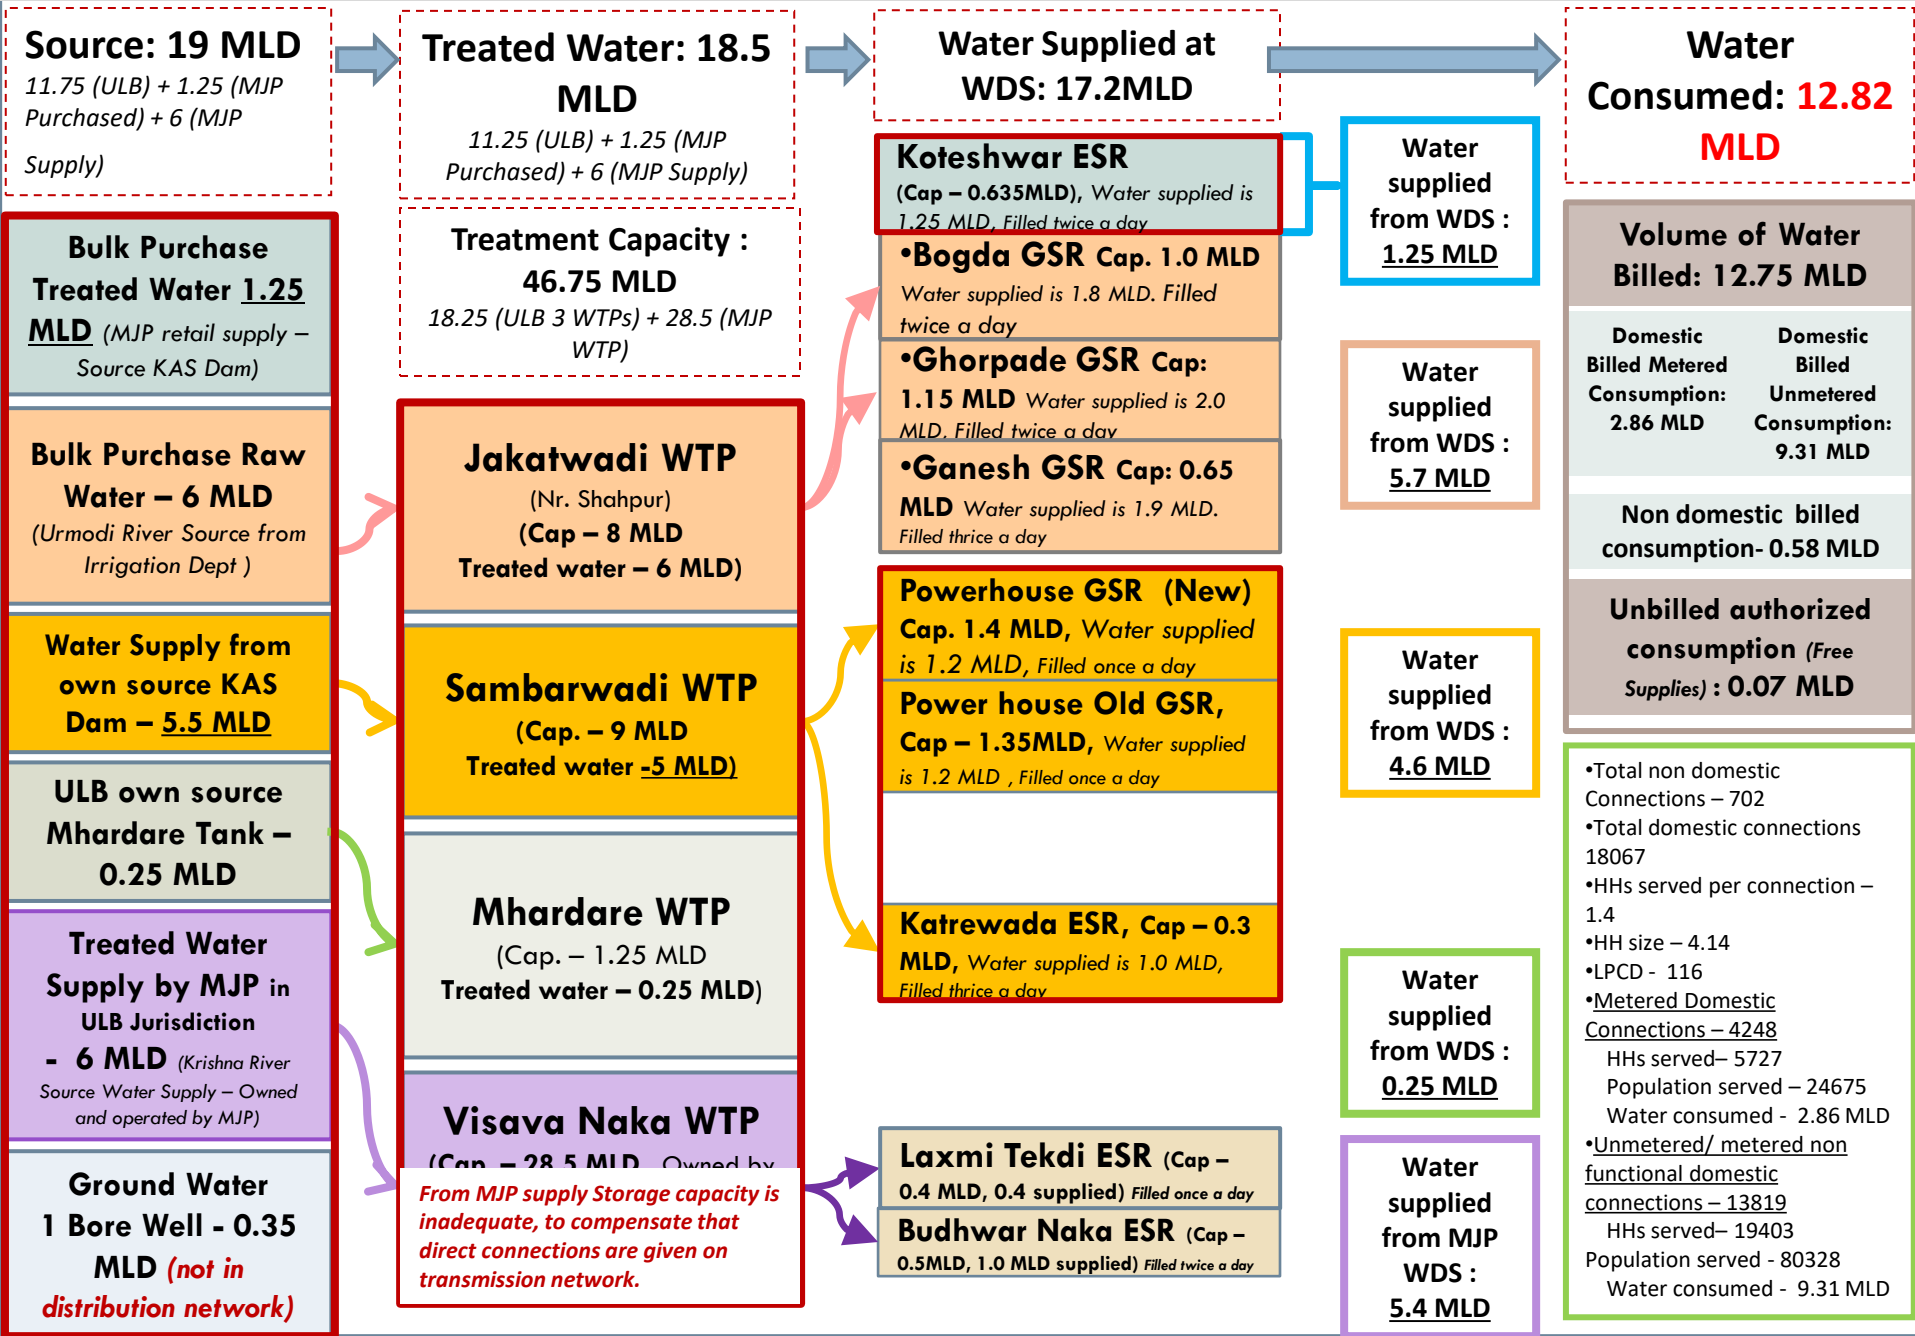 Source: 19 MLD
11.75 (ULB) + 1.25 (MJP
Purchased) + 6 (MJP
Supply)
Treated Water: 18.5
MLD
11.25 (ULB) + 1.25 (MJP
Purchased) + 6 (MJP Supply)
Water Supplied at
WDS: 17.2MLD
Water
Consumed: 12.82
MLD
Bulk Purchase
Treated Water 1.25
MLD (MJP retail supply –
Source KAS Dam)
Bulk Purchase Raw
Water – 6 MLD
(Urmodi River Source from
Irrigation Dept )
Water Supply from
own source KAS
Dam – 5.5 MLD
ULB own source
Mhardare Tank –
0.25 MLD
Treated Water
Supply by MJP in
ULB Jurisdiction
- 6 MLD (Krishna River
Source Water Supply – Owned
and operated by MJP)
Ground Water
1 Bore Well - 0.35
MLD (not in
distribution network)
Treatment Capacity :
46.75 MLD
18.25 (ULB 3 WTPs) + 28.5 (MJP
WTP)
Jakatwadi WTP
(Nr. Shahpur)
(Cap – 8 MLD
Treated water – 6 MLD)
Sambarwadi WTP
(Cap. – 9 MLD
Treated water -5 MLD)
Mhardare WTP
(Cap. – 1.25 MLD
Treated water – 0.25 MLD)
Visava Naka WTP
(Cap. – 28.5 MLD Owned by
From MJP supply Storage capacity is
inadequate, to compensate that
direct connections are given on
transmission network.
Koteshwar ESR
(Cap – 0.635MLD), Water supplied is
1.25 MLD, Filled twice a day
•Bogda GSR Cap. 1.0 MLD
Water supplied is 1.8 MLD. Filled
twice a day
•Ghorpade GSR Cap:
1.15 MLD Water supplied is 2.0
MLD. Filled twice a day
•Ganesh GSR Cap: 0.65
MLD Water supplied is 1.9 MLD.
Filled thrice a day
Powerhouse GSR (New)
Cap. 1.4 MLD, Water supplied
is 1.2 MLD, Filled once a day
Power house Old GSR,
Cap – 1.35MLD, Water supplied
is 1.2 MLD , Filled once a day
Katrewada ESR, Cap – 0.3
MLD, Water supplied is 1.0 MLD,
Filled thrice a day
Laxmi Tekdi ESR (Cap –
0.4 MLD, 0.4 supplied) Filled once a day
Budhwar Naka ESR (Cap –
0.5MLD, 1.0 MLD supplied) Filled twice a day
Water
supplied
from WDS :
1.25 MLD
Water
supplied
from WDS :
5.7 MLD
Water
supplied
from WDS :
4.6 MLD
Water
supplied
from WDS :
0.25 MLD
Water
supplied
from MJP
WDS :
5.4 MLD
Volume of Water
Billed: 12.75 MLD
Domestic
Billed Metered
Consumption:
2.86 MLD
Domestic
Billed
Unmetered
Consumption:
9.31 MLD
Non domestic billed
consumption- 0.58 MLD
Unbilled authorized
consumption (Free
Supplies) : 0.07 MLD
•Total non domestic
Connections – 702
•Total domestic connections
18067
•HHs served per connection –
1.4
•HH size – 4.14
•LPCD - 116
•Metered Domestic
Connections – 4248
HHs served– 5727
Population served – 24675
Water consumed - 2.86 MLD
•Unmetered/ metered non
functional domestic
connections – 13819
HHs served– 19403
Population served - 80328
Water consumed - 9.31 MLD